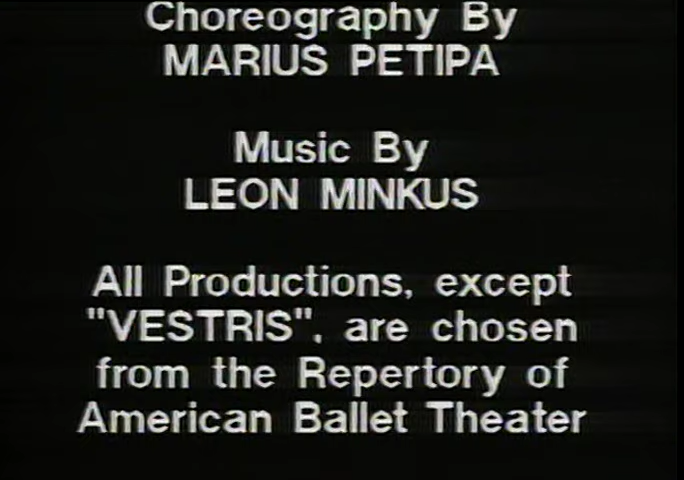 Choreography By
MARIUS PETIPA
Music By
LEON MINKUS
All Productions, except
"VESTRIS", are chosen
from the Repertory of
American Ballet Theater